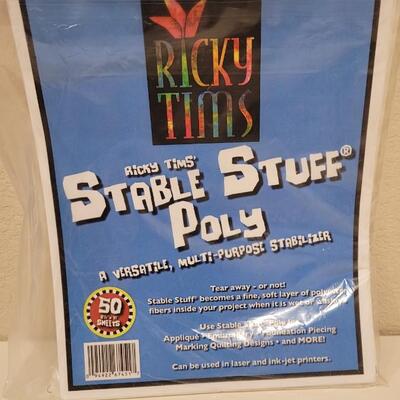 RICKY
TIMS
RICKY TIMS'
STABLE STUFF®
POLY
A VERSATILE, MULTI-PURPOSE STABILIZER
Tear away - or not!
Stable Stuff® becomes a fine, soft layer of
fibers inside your project when it is wet or
50
SHEETS
Use Stable
Appliqué • Piecing
Marking Quilting Designs • and MORE!
Can be used in laser and ink-jet printers.